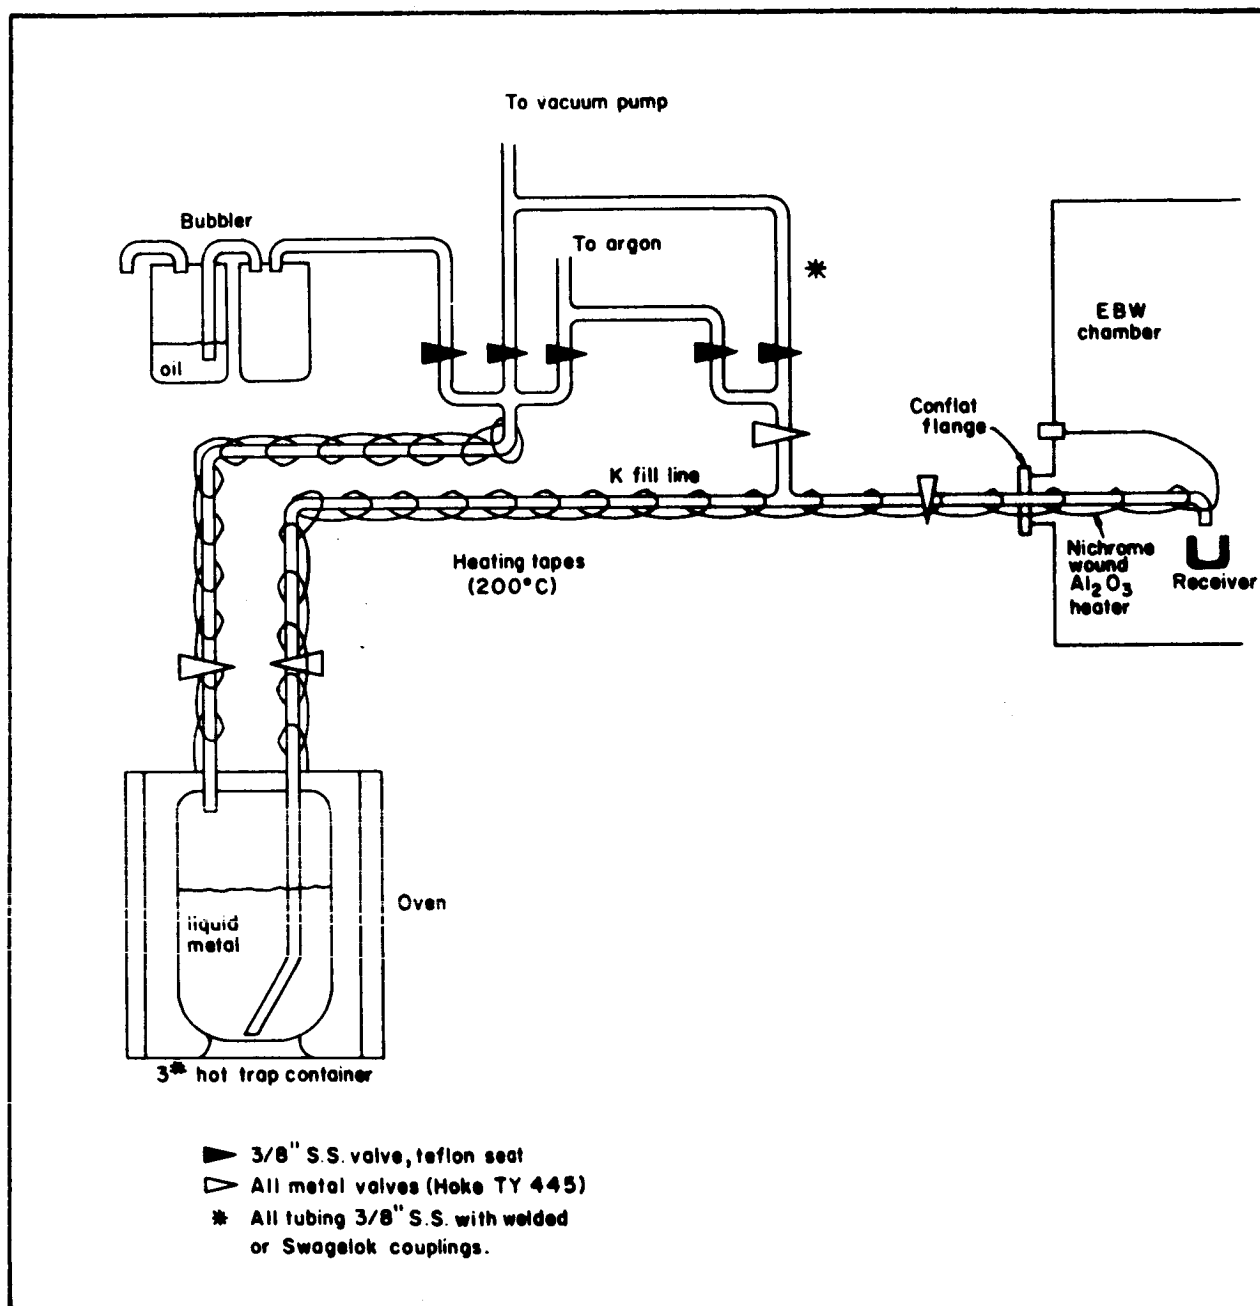 To vacuum pump
Bubbler
To argon
oil
EBW
chamber
Conflat
flange
K fill line
Heating tapes
(200°C)
Nichrome
wound
Al₂O₃
heater
Receiver
liquid
metal
Oven
3# hot trap container
3/8" S.S. valve, teflon seat
All metal valves (Hoke TY 445)
* All tubing 3/8" S.S. with welded
or Swagelok couplings.